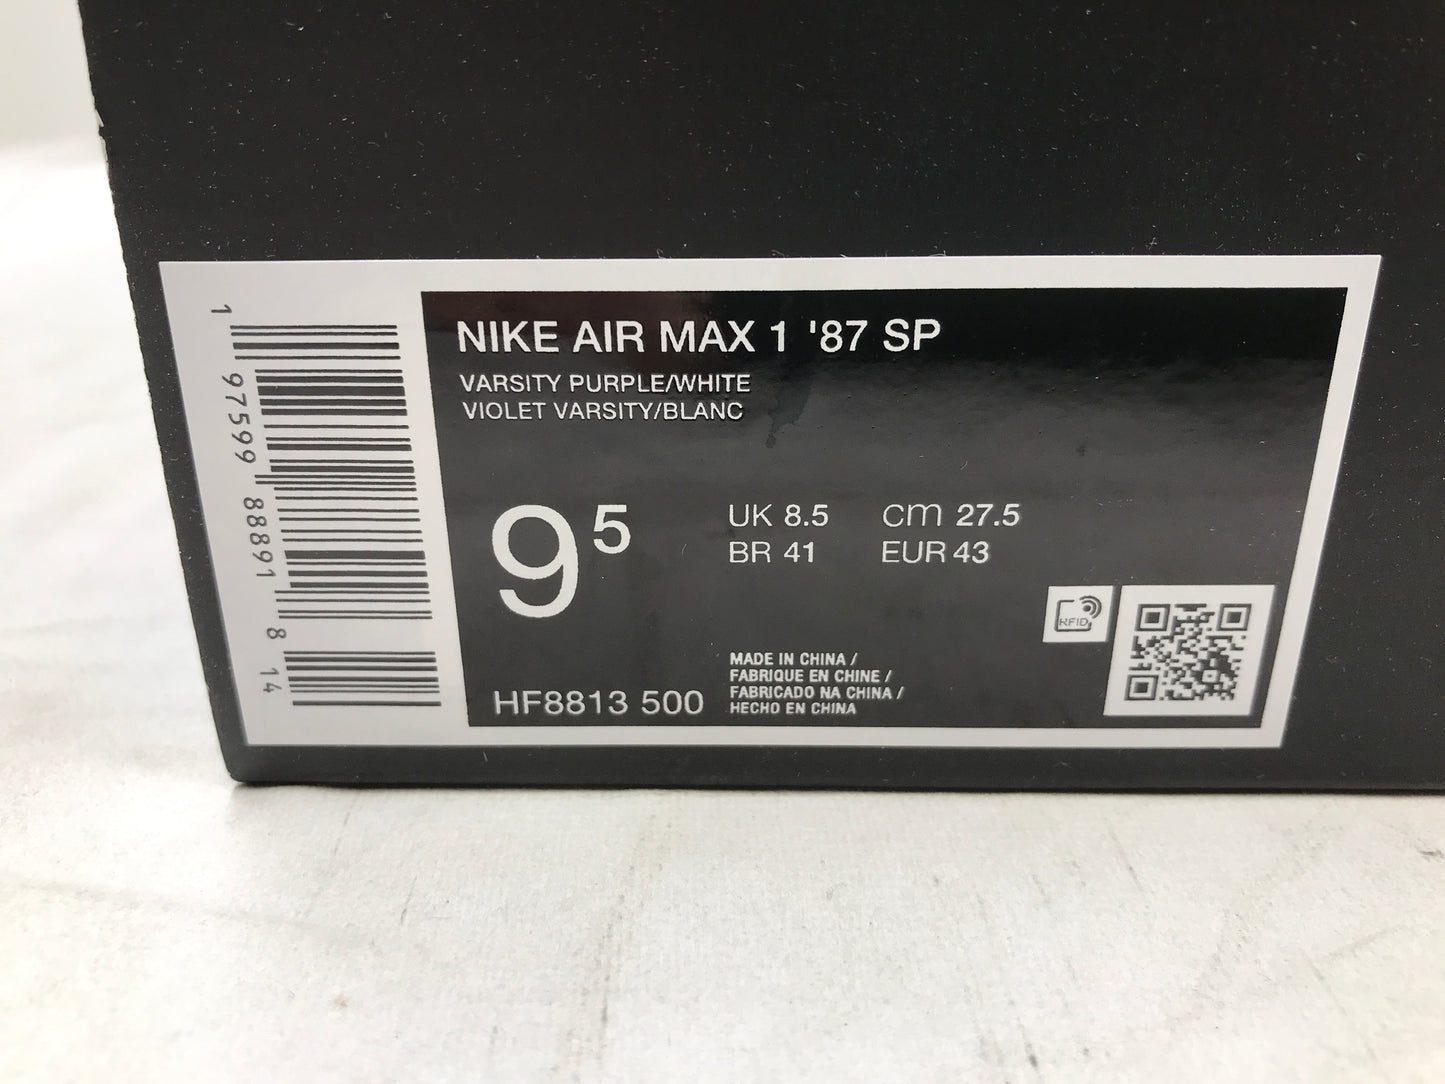 1 97599 88891 8 14
NIKE AIR MAX 1 '87 SP
VARSITY PURPLE/WHITE
VIOLET VARSITY/BLANC
9 5
UK 8.5 cm 27.5
BR 41 EUR 43
RFID
HF8813 500
MADE IN CHINA /
FABRIQUE EN CHINE /
FABRICADO NA CHINA /
HECHO EN CHINA